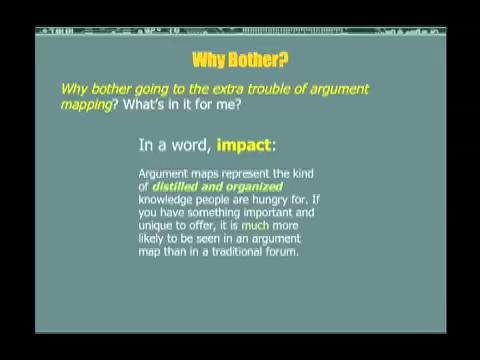 Why Bother?
Why bother going to the extra trouble of argument
mapping? What's in it for me?
In a word, impact:
Argument maps represent the kind
of distilled and organized
knowledge people are hungry for. If
you have something important and
unique to offer, it is much more
likely to be seen in an argument
map than in a traditional forum.